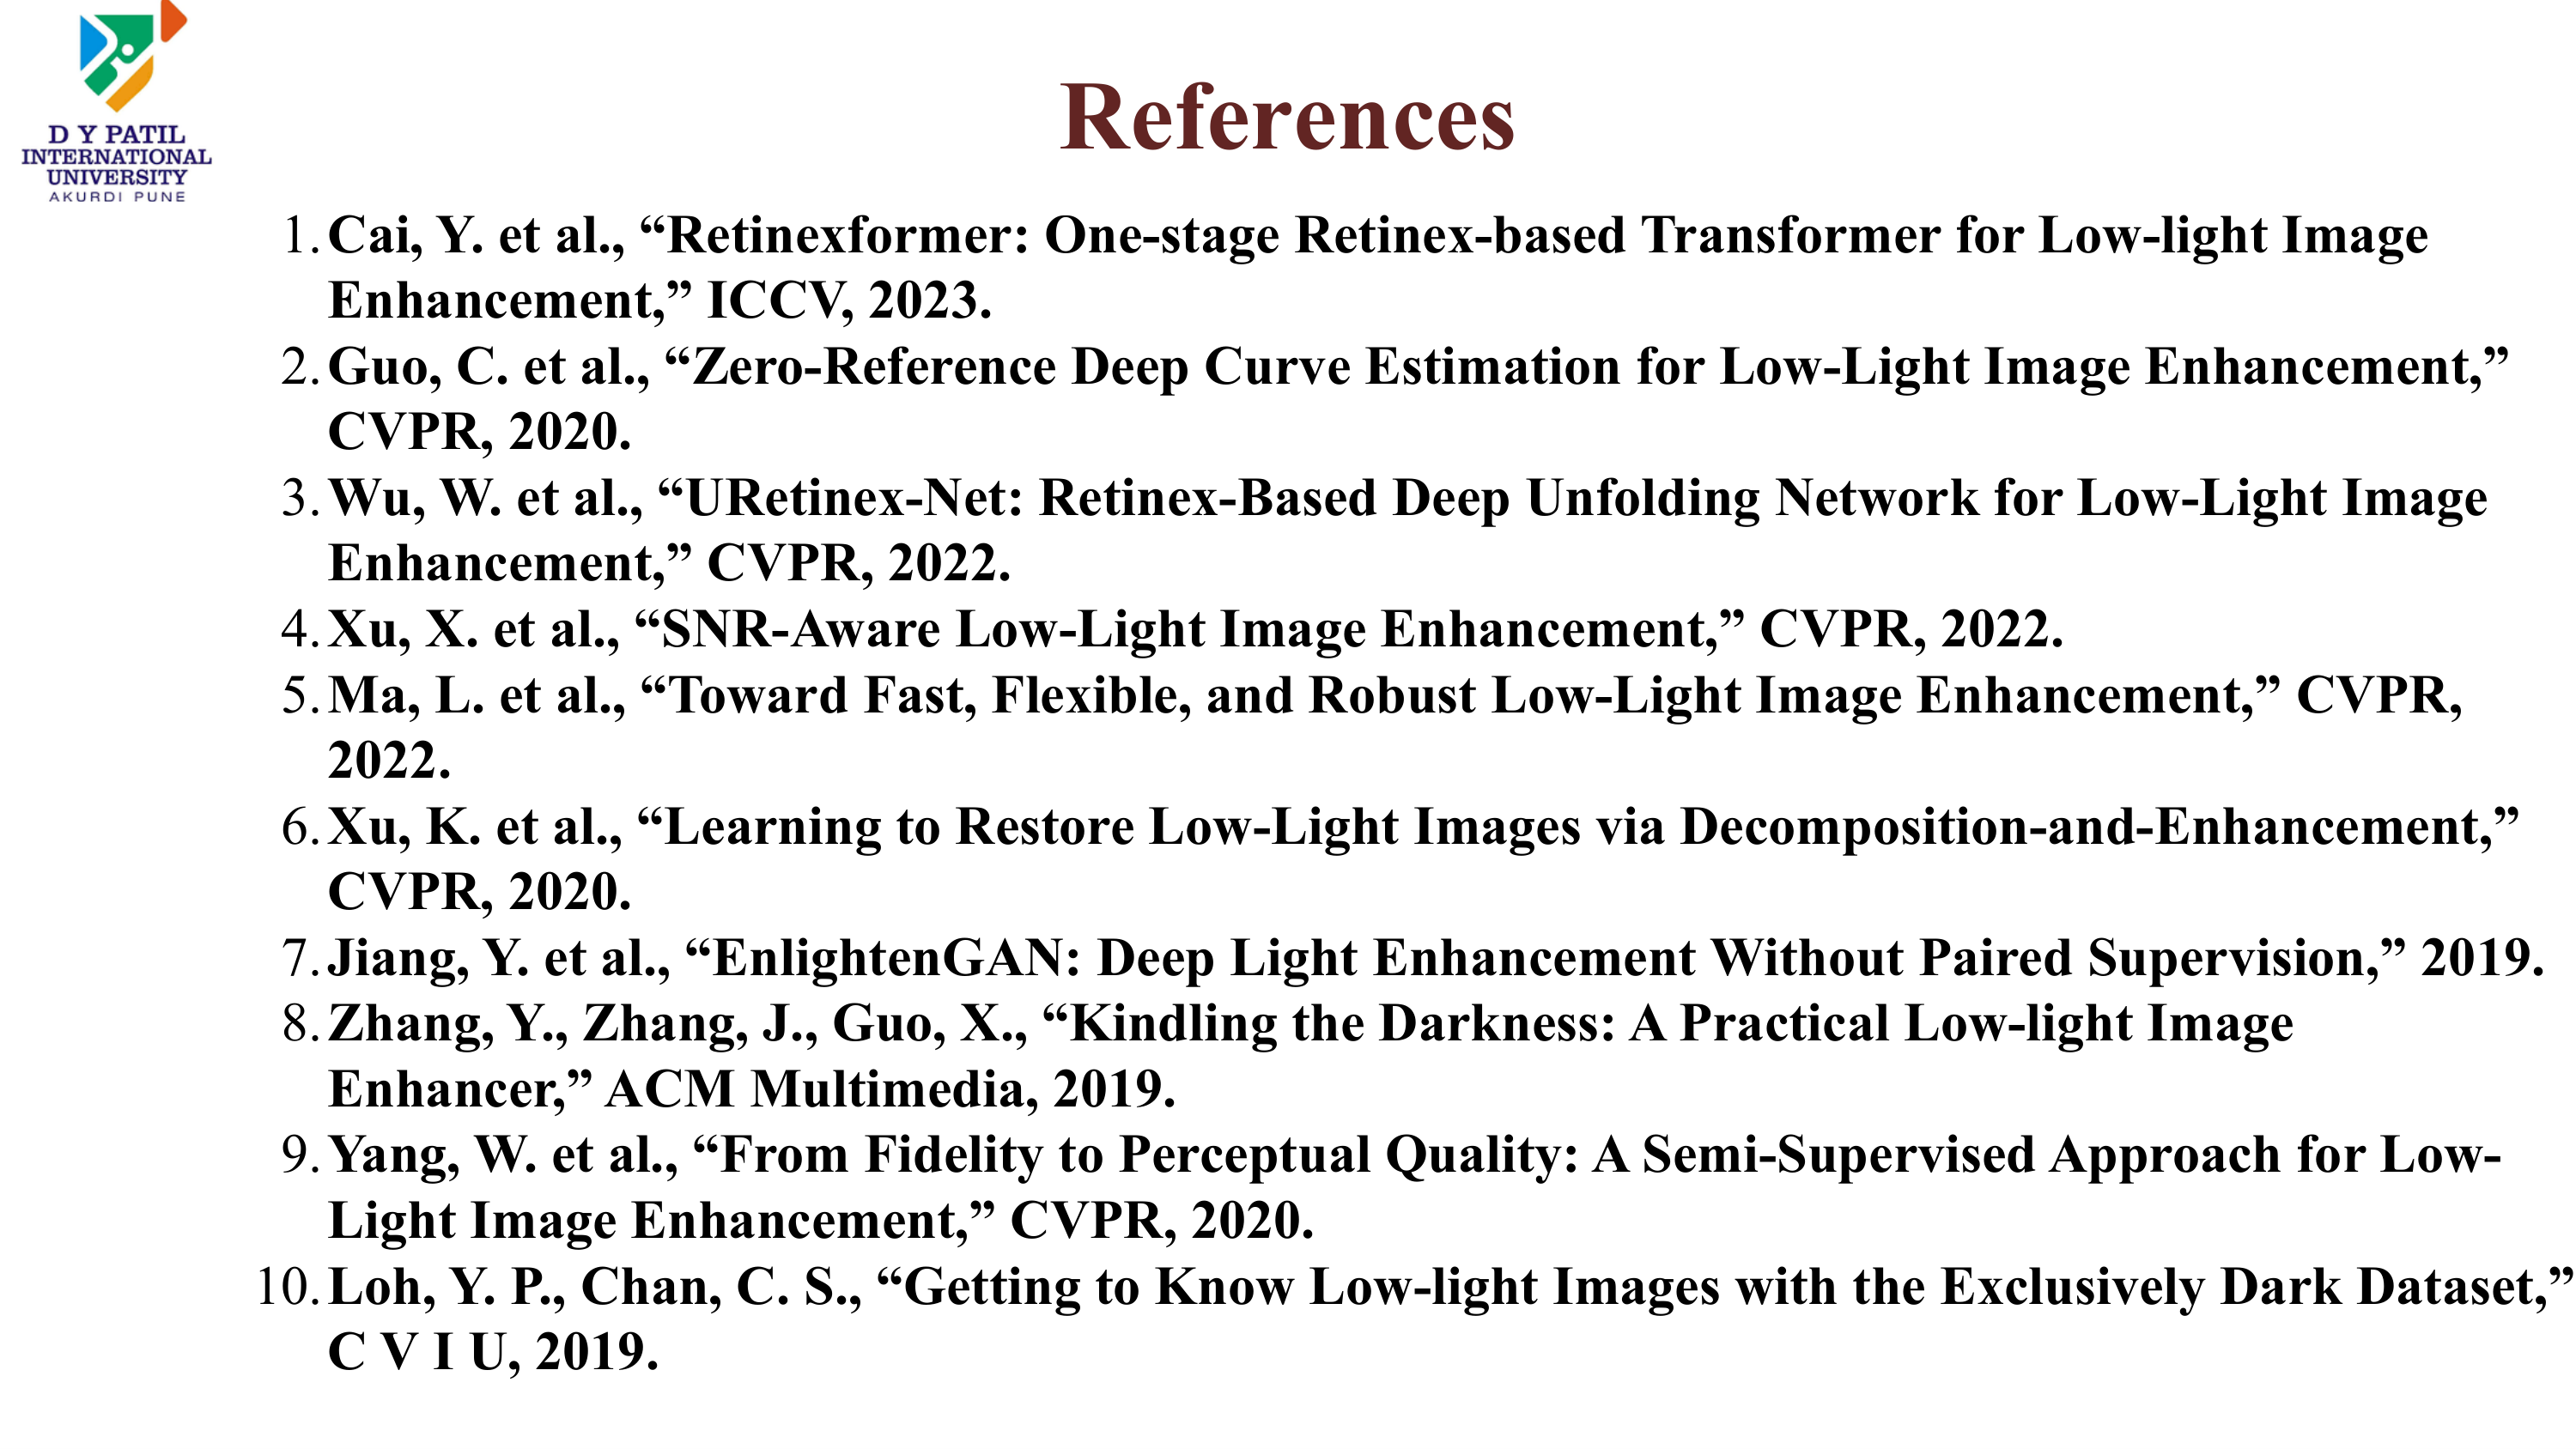 D Y PATIL
INTERNATIONAL
UNIVERSITY
AKURDI PUNE
References
1. Cai, Y. et al., “Retinexformer: One-stage Retinex-based Transformer for Low-light Image
Enhancement,” ICCV, 2023.
2. Guo, C. et al., “Zero-Reference Deep Curve Estimation for Low-Light Image Enhancement,”
CVPR, 2020.
3. Wu, W. et al., “URetinex-Net: Retinex-Based Deep Unfolding Network for Low-Light Image
Enhancement,” CVPR, 2022.
4. Xu, X. et al., “SNR-Aware Low-Light Image Enhancement,” CVPR, 2022.
5. Ma, L. et al., “Toward Fast, Flexible, and Robust Low-Light Image Enhancement,” CVPR,
2022.
6. Xu, K. et al., “Learning to Restore Low-Light Images via Decomposition-and-Enhancement,”
CVPR, 2020.
7. Jiang, Y. et al., “EnlightenGAN: Deep Light Enhancement Without Paired Supervision,” 2019.
8. Zhang, Y., Zhang, J., Guo, X., “Kindling the Darkness: A Practical Low-light Image
Enhancer,” ACM Multimedia, 2019.
9. Yang, W. et al., “From Fidelity to Perceptual Quality: A Semi-Supervised Approach for Low-
Light Image Enhancement,” CVPR, 2020.
10. Loh, Y. P., Chan, C. S., “Getting to Know Low-light Images with the Exclusively Dark Dataset,”
C V I U, 2019.